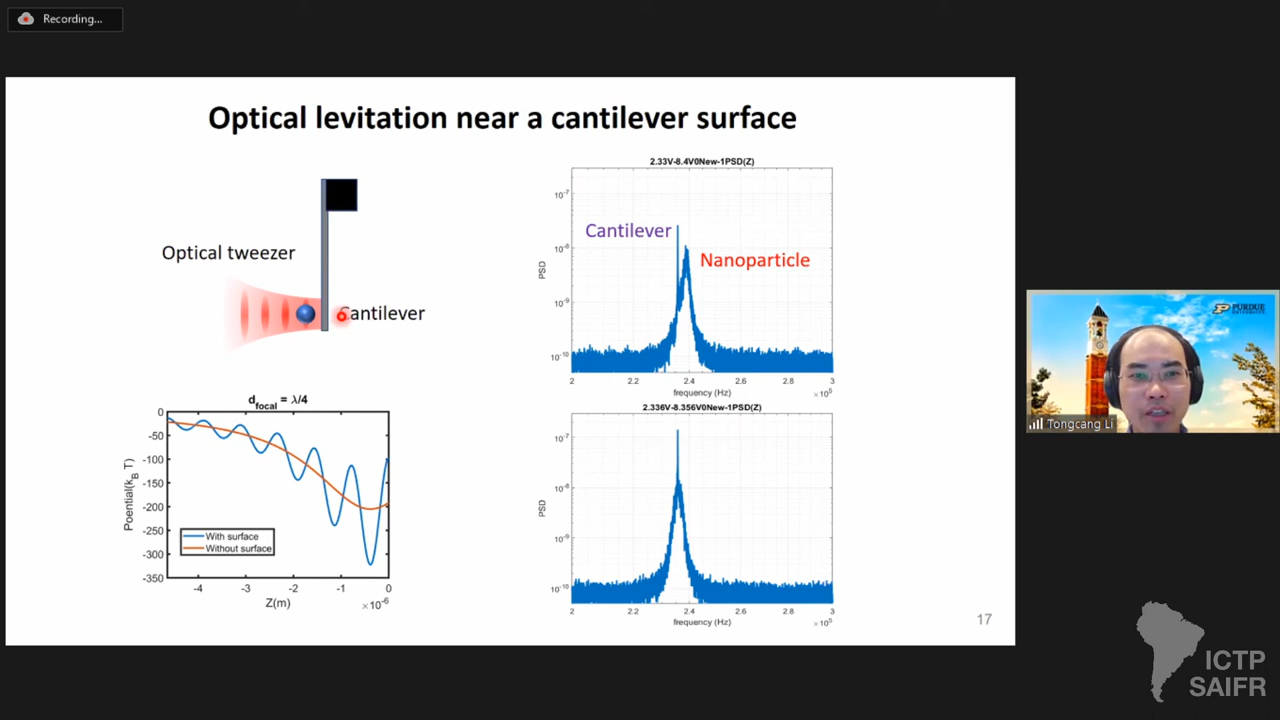 Recording...
Optical levitation near a cantilever surface
Optical tweezer
Cantilever
d_focal = λ/4
0
-50
-100
-150
-200
-250
-300
-350
Poential(k_B T)
With surface
Without surface
-4
-3
-2
-1
0
Z(m)
×10^-6
2.33V-8.4V0New-1PSD(Z)
10^-7
10^-8
10^-9
10^-10
PSD
Cantilever
Nanoparticle
2
2.2
2.4
2.6
2.8
3
frequency (Hz)
×10^5
2.336V-8.356V0New-1PSD(Z)
10^-7
10^-8
10^-9
10^-10
PSD
2
2.2
2.4
2.6
2.8
3
frequency (Hz)
×10^5
17
PURDUE
UNIVERSITY
Tongcang Li
ICTP
SAIFR